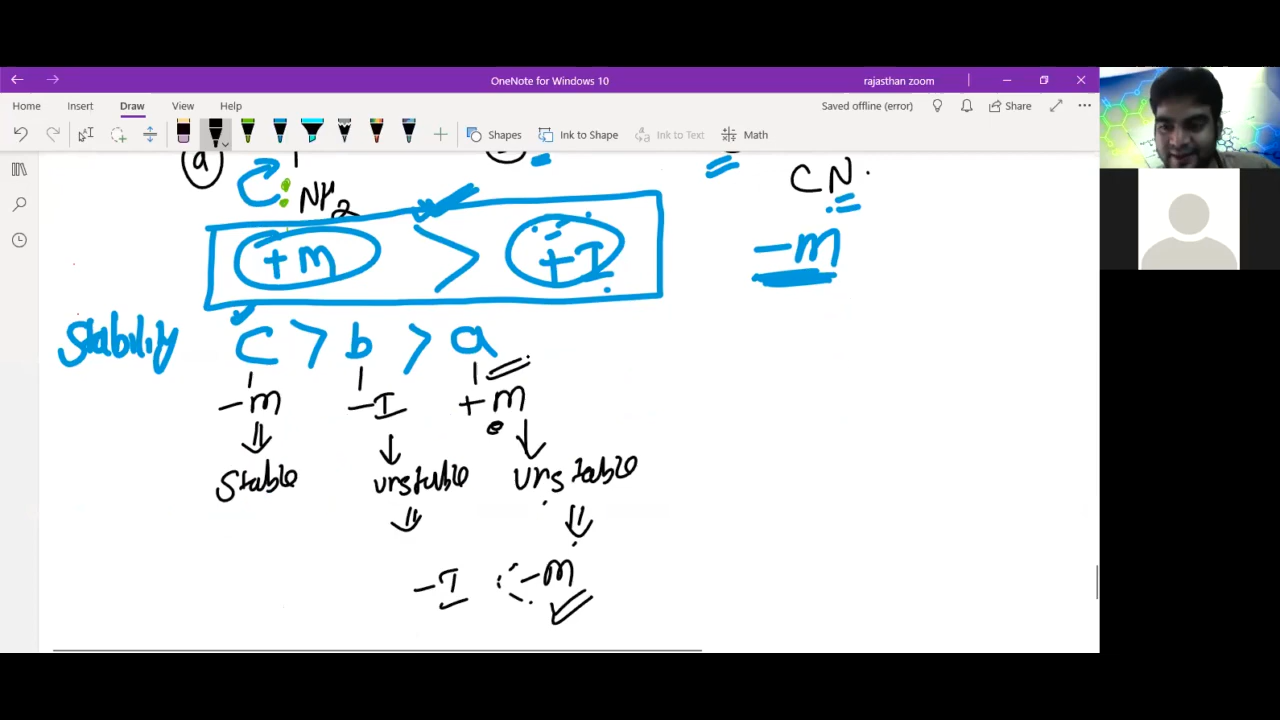 OneNote for Windows 10
rajasthan zoom
Home Insert Draw View Help
Saved offline (error)
Share
Shapes
Ink to Shape
Ink to Text
Math
a
C
NH2
CN
+m > +I
-m
Stability c > b > a
-m -I +m
e
Stable unstable unstable
-I -m